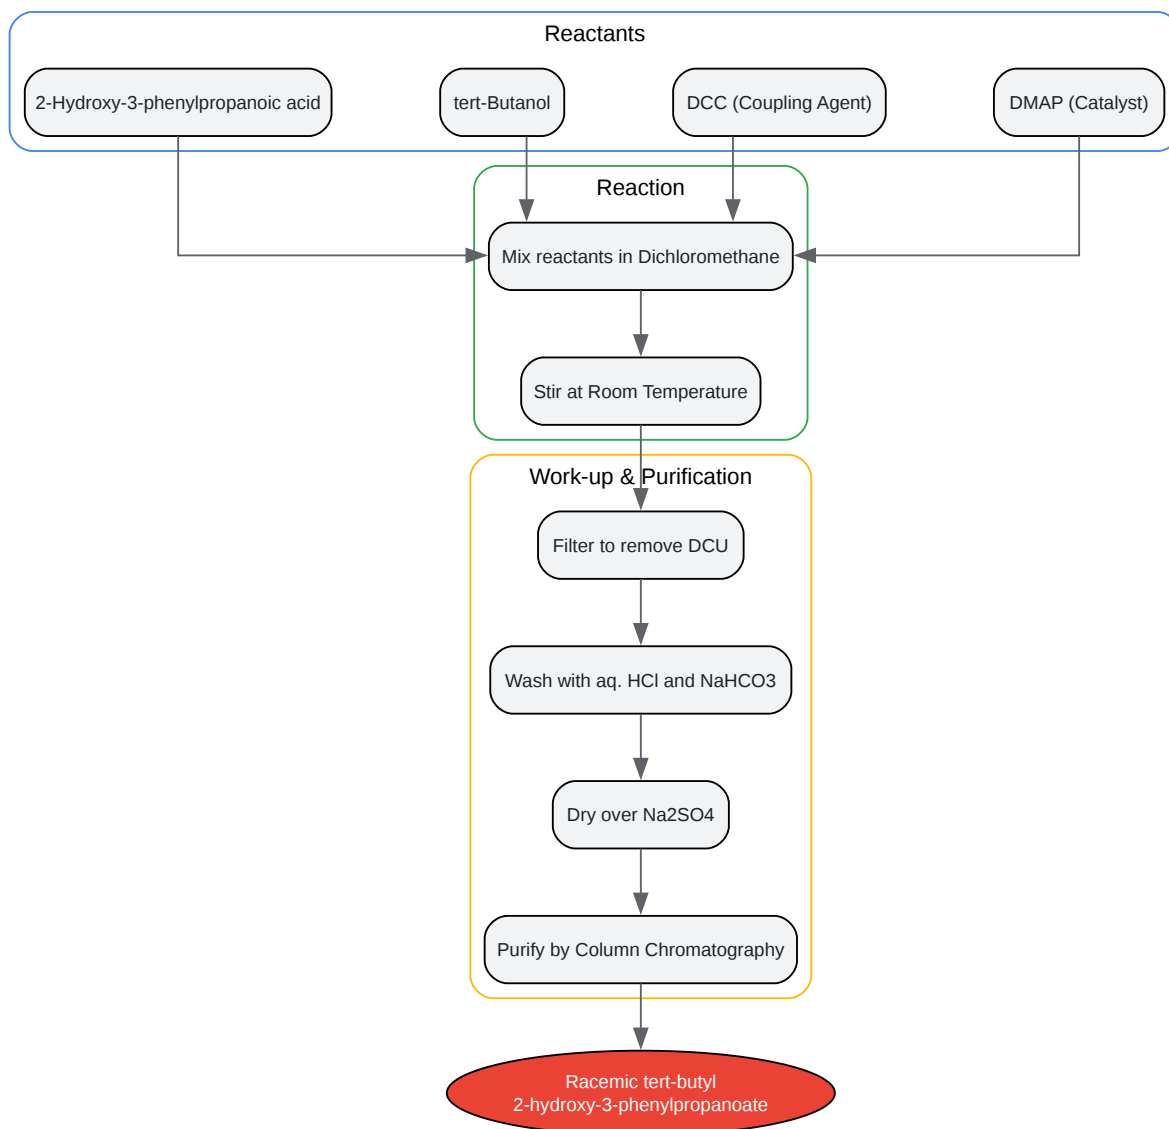 Reactants
2-Hydroxy-3-phenylpropanoic acid
tert-Butanol
DCC (Coupling Agent)
DMAP (Catalyst)
Reaction
Mix reactants in Dichloromethane
Stir at Room Temperature
Work-up & Purification
Filter to remove DCU
Wash with aq. HCl and NaHCO3
Dry over Na2SO4
Purify by Column Chromatography
Racemic tert-butyl
2-hydroxy-3-phenylpropanoate